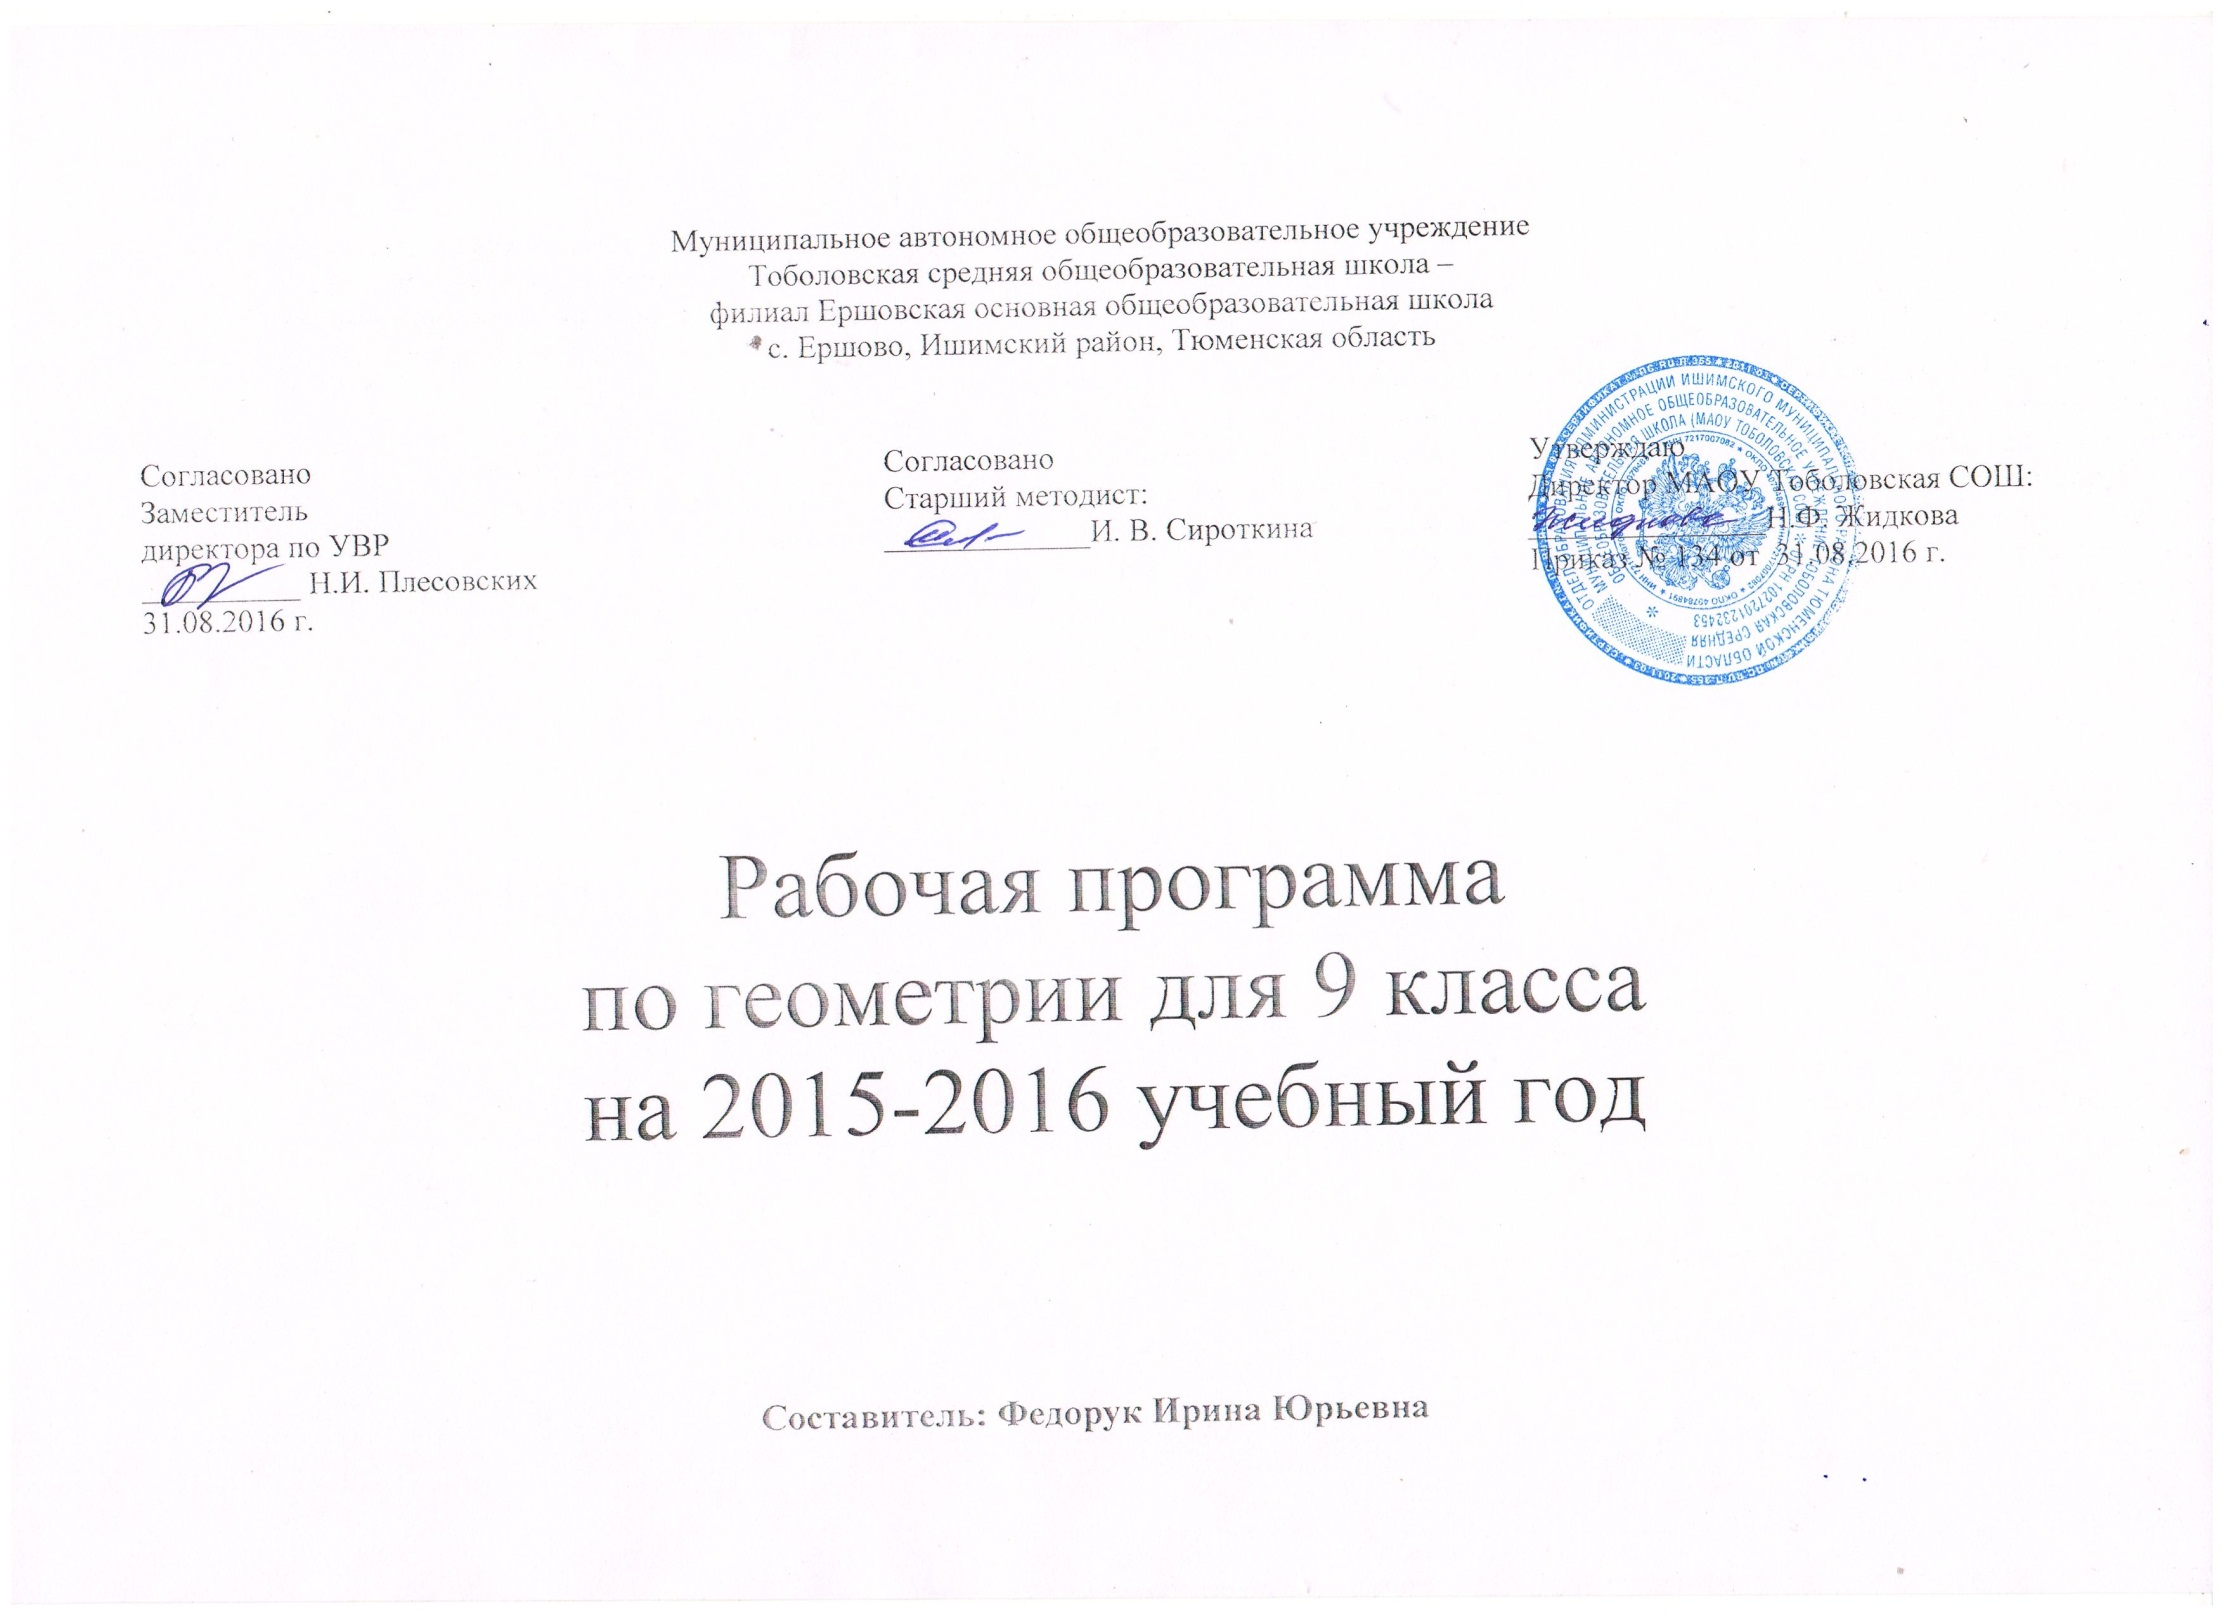 Муниципальное автономное общеобразовательное учреждение
Тоболовская средняя общеобразовательная школа –
филиал Ершовская основная общеобразовательная школа
с. Ершово, Ишимский район, Тюменская область
Согласовано
Заместитель
директора по УВР
Н.И. Плесовских
31.08.2016 г.
Согласовано
Старший методист:
И. В. Сироткина
Утверждаю
Директор МАОУ Тоболовская СОШ:
Н.Ф. Жидкова
Приказ № 134 от 31.08.2016 г.
Рабочая программа
по геометрии для 9 класса
на 2015-2016 учебный год
Составитель: Федорук Ирина Юрьевна